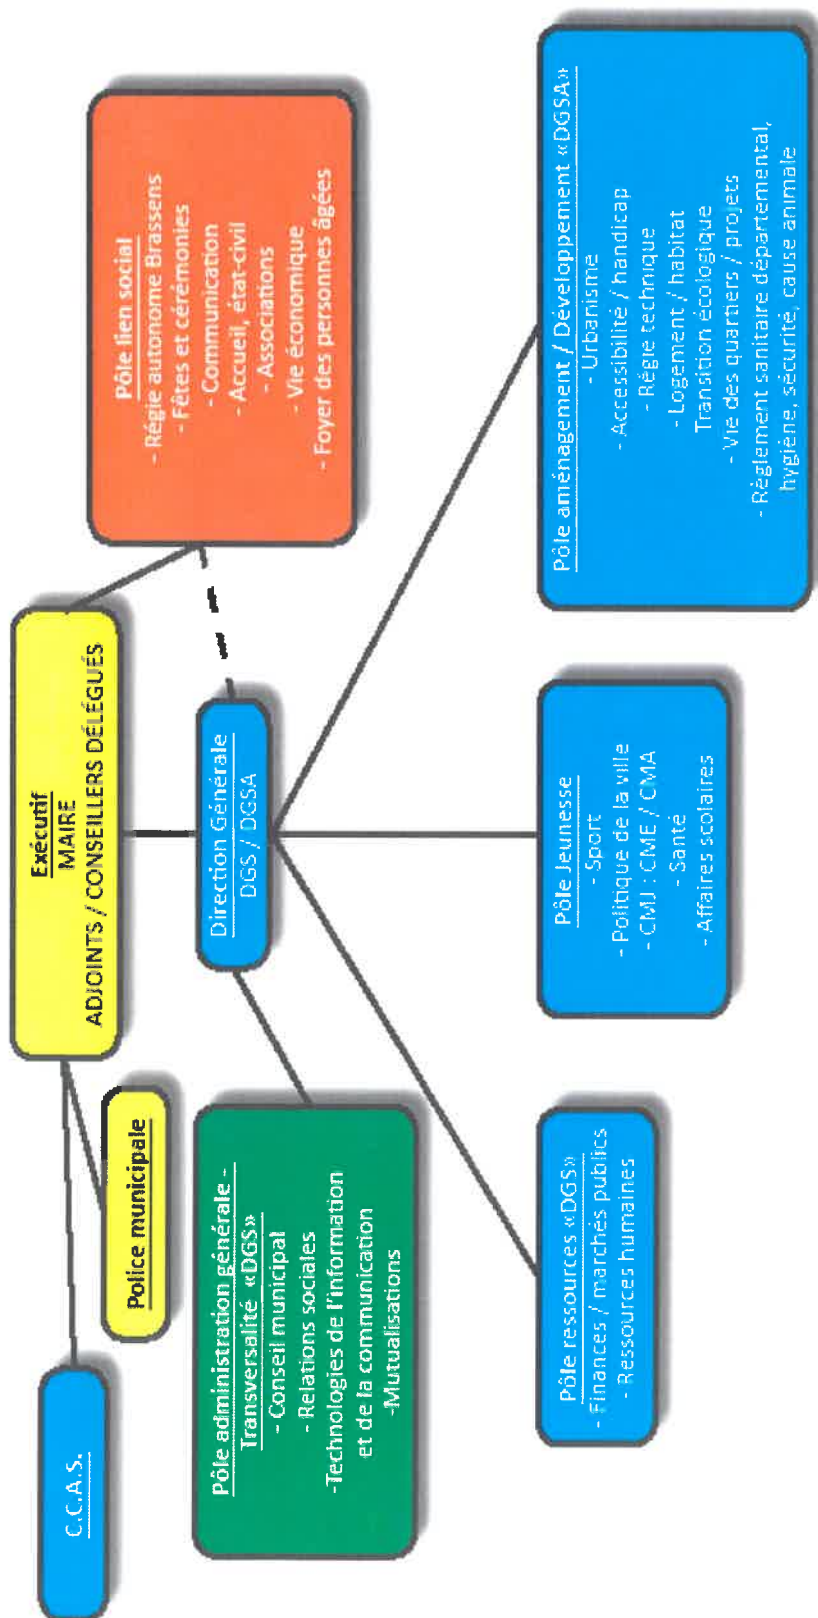 Exécutif
MAIRE
ADJOINTS / CONSEILLERS DÉLÉGUÉS
C.C.A.S.
Police municipale
Direction Générale
DGS / DGSA
Pôle lien social
- Régie autonome Brassens
- Fêtes et cérémonies
- Communication
- Accueil, état-civil
- Associations
- Vie économique
- Foyer des personnes âgées
Pôle administration générale -
Transversalité «DGS»
- Conseil municipal
- Relations sociales
-Technologies de l'information
et de la communication
-Mutualisations
Pôle ressources «DGS»
- Finances / marchés publics
- Ressources humaines
Pôle Jeunesse
- Sport
- Politique de la ville
- CMJ : CME / CMA
- Santé
- Affaires scolaires
Pôle aménagement / Développement «DGSA»
- Urbanisme
- Accessibilité / handicap
- Régie technique
- Logement / habitat
Transition écologique
- Vie des quartiers / projets
- Règlement sanitaire départemental,
hygiène, sécurité, cause animale